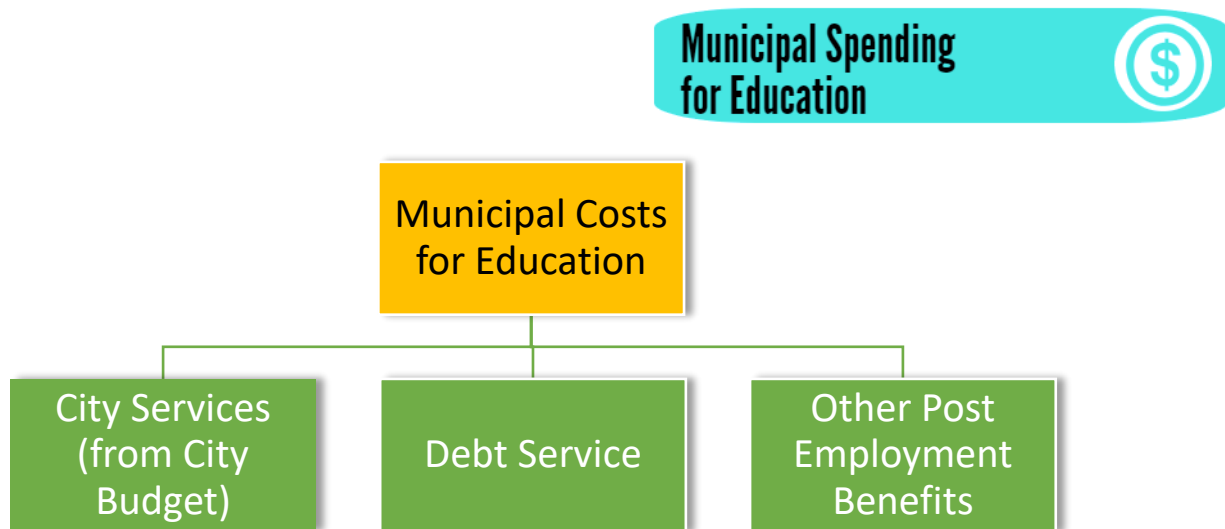 Municipal Spending
for Education
$
Municipal Costs
for Education
City Services
(from City
Budget)
Debt Service
Other Post
Employment
Benefits